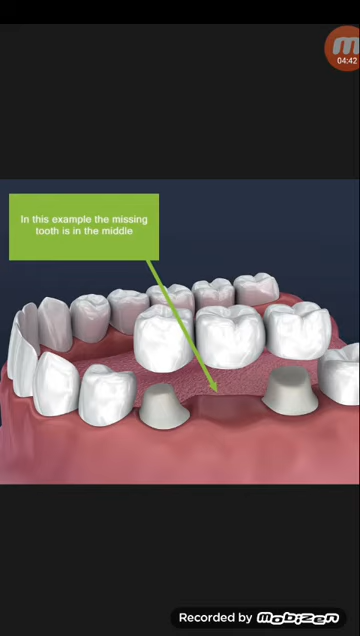 04:42
In this example the missing
tooth is in the middle
Recorded by
MOBIZEN